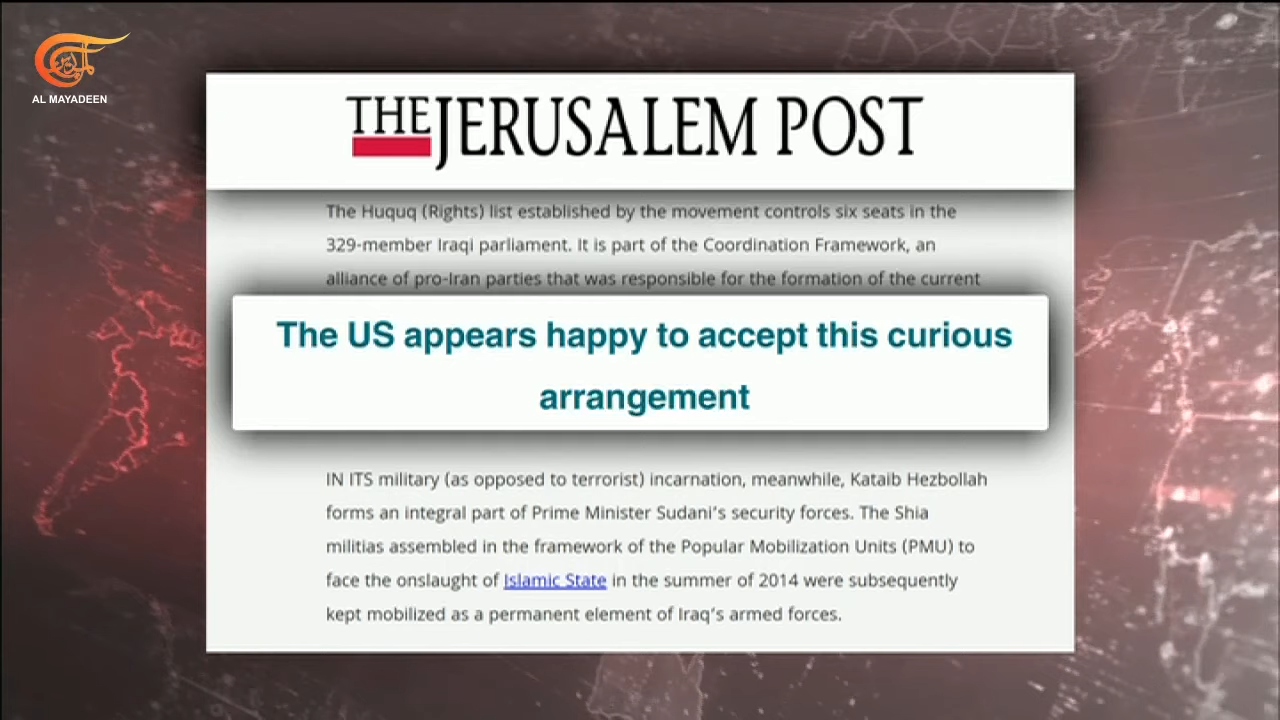 AL MAYADEEN
THE JERUSALEM POST
The Huquq (Rights) list established by the movement controls six seats in the
329-member Iraqi parliament. It is part of the Coordination Framework, an
alliance of pro-Iran parties that was responsible for the formation of the current
The US appears happy to accept this curious
arrangement
IN ITS military (as opposed to terrorist) incarnation, meanwhile, Kataib Hezbollah
forms an integral part of Prime Minister Sudani's security forces. The Shia
militias assembled in the framework of the Popular Mobilization Units (PMU) to
face the onslaught of Islamic State in the summer of 2014 were subsequently
kept mobilized as a permanent element of Iraq's armed forces.